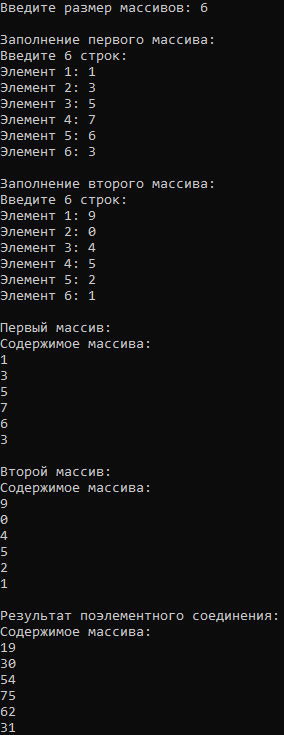 Введите размер массивов: 6
Заполнение первого массива:
Введите 6 строк:
Элемент 1: 1
Элемент 2: 3
Элемент 3: 5
Элемент 4: 7
Элемент 5: 6
Элемент 6: 3
Заполнение второго массива:
Введите 6 строк:
Элемент 1: 9
Элемент 2: 0
Элемент 3: 4
Элемент 4: 5
Элемент 5: 2
Элемент 6: 1
Первый массив:
Содержимое массива:
1
3
5
7
6
3
Второй массив:
Содержимое массива:
9
0
4
5
2
1
Результат поэлементного соединения:
Содержимое массива:
19
30
54
75
62
31